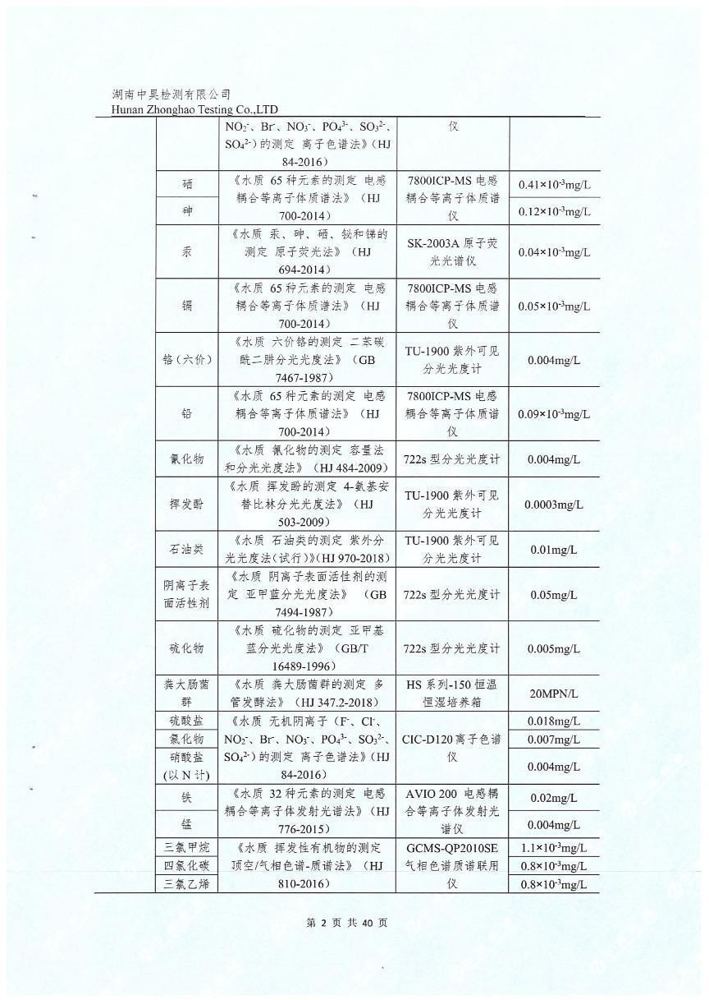 湖南中昊检测有限公司
Hunan Zhonghao Testing Co.,LTD
NO₂⁻、Br⁻、NO₃⁻、PO₄³⁻、SO₃²⁻、
SO₄²⁻）的测定 离子色谱法》（HJ
84-2016）
仪
硒
砷
《水质 65种元素的测定 电感
耦合等离子体质谱法》（HJ
700-2014）
7800ICP-MS 电感
耦合等离子体质谱
仪
0.41×10⁻³mg/L
0.12×10⁻³mg/L
汞
《水质 汞、砷、硒、铋和锑的
测定 原子荧光法》（HJ
694-2014）
SK-2003A 原子荧
光光谱仪
0.04×10⁻³mg/L
镉
《水质 65种元素的测定 电感
耦合等离子体质谱法》（HJ
700-2014）
7800ICP-MS 电感
耦合等离子体质谱
仪
0.05×10⁻³mg/L
铬（六价）
《水质 六价铬的测定 二苯碳
酰二肼分光光度法》（GB
7467-1987）
TU-1900 紫外可见
分光光度计
0.004mg/L
铅
《水质 65种元素的测定 电感
耦合等离子体质谱法》（HJ
700-2014）
7800ICP-MS 电感
耦合等离子体质谱
仪
0.09×10⁻³mg/L
氰化物
《水质 氰化物的测定 容量法
和分光光度法》（HJ 484-2009）
722s 型分光光度计
0.004mg/L
挥发酚
《水质 挥发酚的测定 4-氨基安
替比林分光光度法》（HJ
503-2009）
TU-1900 紫外可见
分光光度计
0.0003mg/L
石油类
《水质 石油类的测定 紫外分
光光度法（试行）》（HJ 970-2018）
TU-1900 紫外可见
分光光度计
0.01mg/L
阴离子表
面活性剂
《水质 阴离子表面活性剂的测
定 亚甲蓝分光光度法》（GB
7494-1987）
722s 型分光光度计
0.05mg/L
硫化物
《水质 硫化物的测定 亚甲基
蓝分光光度法》（GB/T
16489-1996）
722s 型分光光度计
0.005mg/L
粪大肠菌
群
《水质 粪大肠菌群的测定 多
管发酵法》（HJ 347.2-2018）
HS 系列-150 恒温
恒湿培养箱
20MPN/L
硫酸盐
氯化物
硝酸盐
(以 N 计)
《水质 无机阴离子（F⁻、Cl⁻、
NO₂⁻、Br⁻、NO₃⁻、PO₄³⁻、SO₃²⁻、
SO₄²⁻）的测定 离子色谱法》（HJ
84-2016）
CIC-D120 离子色谱
仪
0.018mg/L
0.007mg/L
0.004mg/L
铁
锰
《水质 32种元素的测定 电感
耦合等离子体发射光谱法》（HJ
776-2015）
AVIO 200 电感耦
合等离子体发射光
谱仪
0.02mg/L
0.004mg/L
三氯甲烷
四氯化碳
三氯乙烯
《水质 挥发性有机物的测定
顶空/气相色谱-质谱法》（HJ
810-2016）
GCMS-QP2010SE
气相色谱质谱联用
仪
1.1×10⁻³mg/L
0.8×10⁻³mg/L
0.8×10⁻³mg/L
第 2 页 共 40 页